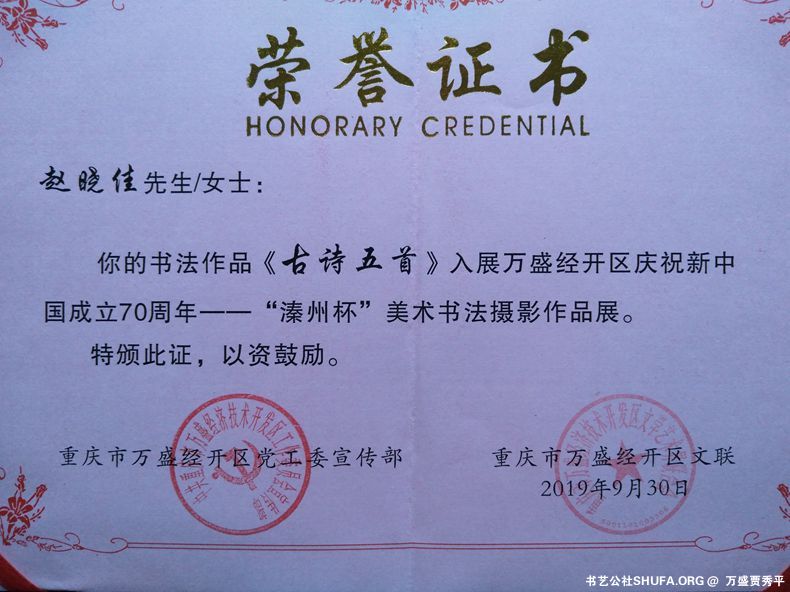 荣誉证书
HONORARY CREDENTIAL
赵晓佳先生/女士：
你的书法作品《古诗五首》入展万盛经开区庆祝新中
国成立70周年——“溱州杯”美术书法摄影作品展。
特颁此证，以资鼓励。
重庆市万盛经开区党工委宣传部
重庆市万盛经开区文联
2019年9月30日
书艺公社SHUFA.ORG @ 万盛贾秀平